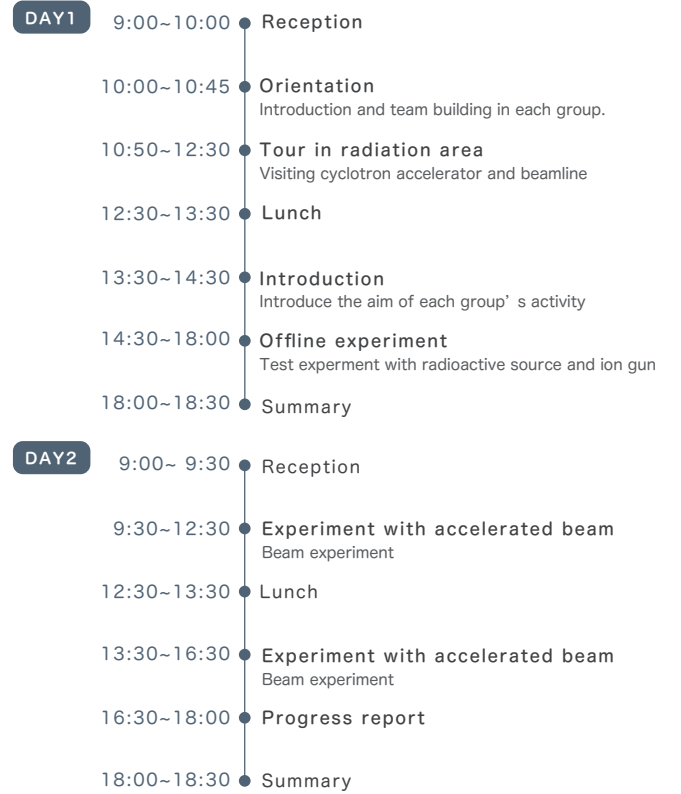 DAY1
9:00~10:00 Reception
10:00~10:45 Orientation
Introduction and team building in each group.
10:50~12:30 Tour in radiation area
Visiting cyclotron accelerator and beamline
12:30~13:30 Lunch
13:30~14:30 Introduction
Introduce the aim of each group’ s activity
14:30~18:00 Offline experiment
Test experment with radioactive source and ion gun
18:00~18:30 Summary
DAY2
9:00~ 9:30 Reception
9:30~12:30 Experiment with accelerated beam
Beam experiment
12:30~13:30 Lunch
13:30~16:30 Experiment with accelerated beam
Beam experiment
16:30~18:00 Progress report
18:00~18:30 Summary